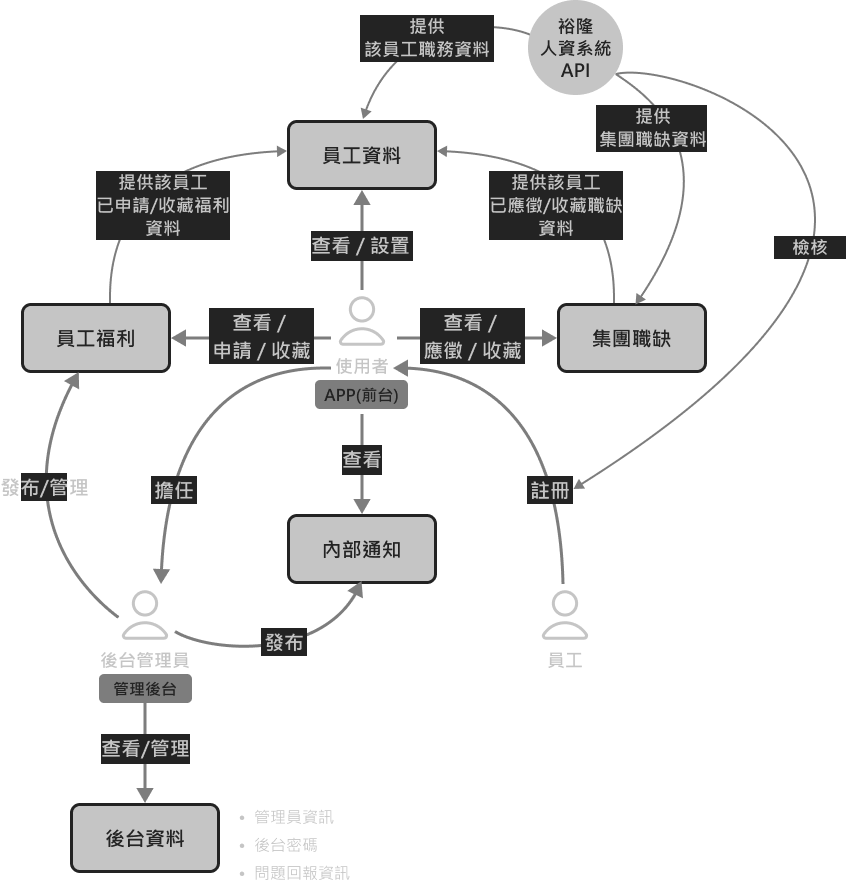 提供
該員工職務資料
裕隆
人資系統
API
提供
集團職缺資料
員工資料
提供該員工
已申請/收藏福利
資料
提供該員工
已應徵/收藏職缺
資料
查看 / 設置
檢核
員工福利
查看 /
申請 / 收藏
查看 /
應徵 / 收藏
集團職缺
使用者
APP(前台)
查看
發布/管理
擔任
註冊
內部通知
發布
後台管理員
管理後台
員工
查看/管理
後台資料
• 管理員資訊
• 後台密碼
• 問題回報資訊